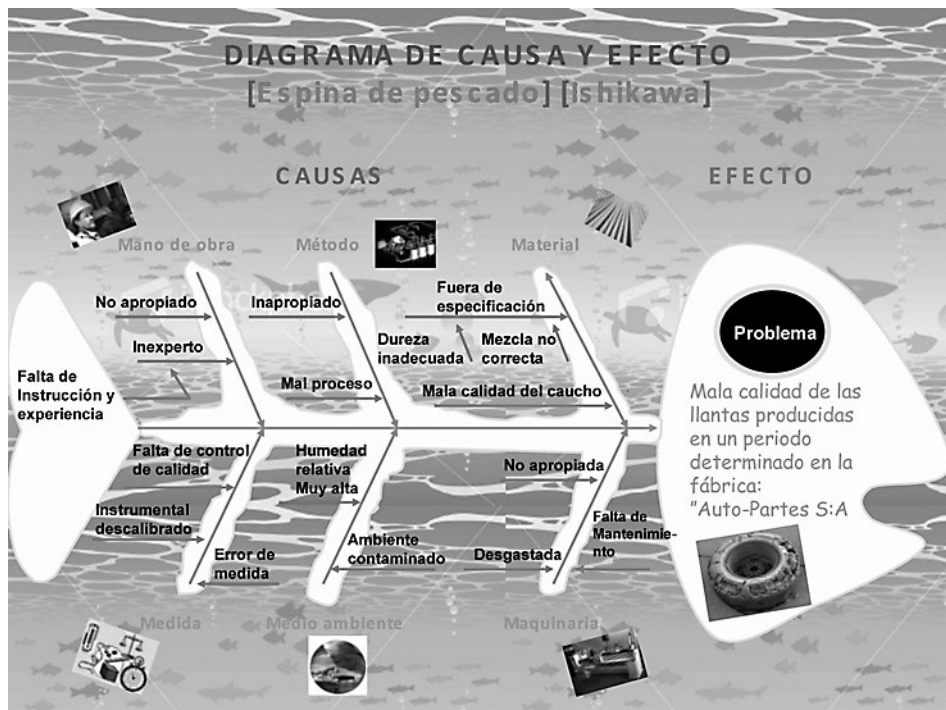 DIAGRAMA DE CAUSA Y EFECTO
[Espina de pescado] [Ishikawa]
CAUSAS
EFECTO
Mano de obra
Método
Material
No apropiado
Inexperto
Falta de
Instrucción y
experiencia
Inapropiado
Mal proceso
Fuera de
especificación
Dureza
inadecuada
Mezcla no
correcta
Mala calidad del caucho
Problema
Mala calidad de las
llantas producidas
en un periodo
determinado en la
fábrica:
"Auto-Partes S:A
Falta de control
de calidad
Instrumental
descalibrado
Error de
medida
Humedad
relativa
Muy alta
Ambiente
contaminado
No apropiada
Desgastada
Falta de
Mantenimie-
nto
Medida
Medio ambiente
Maquinaria